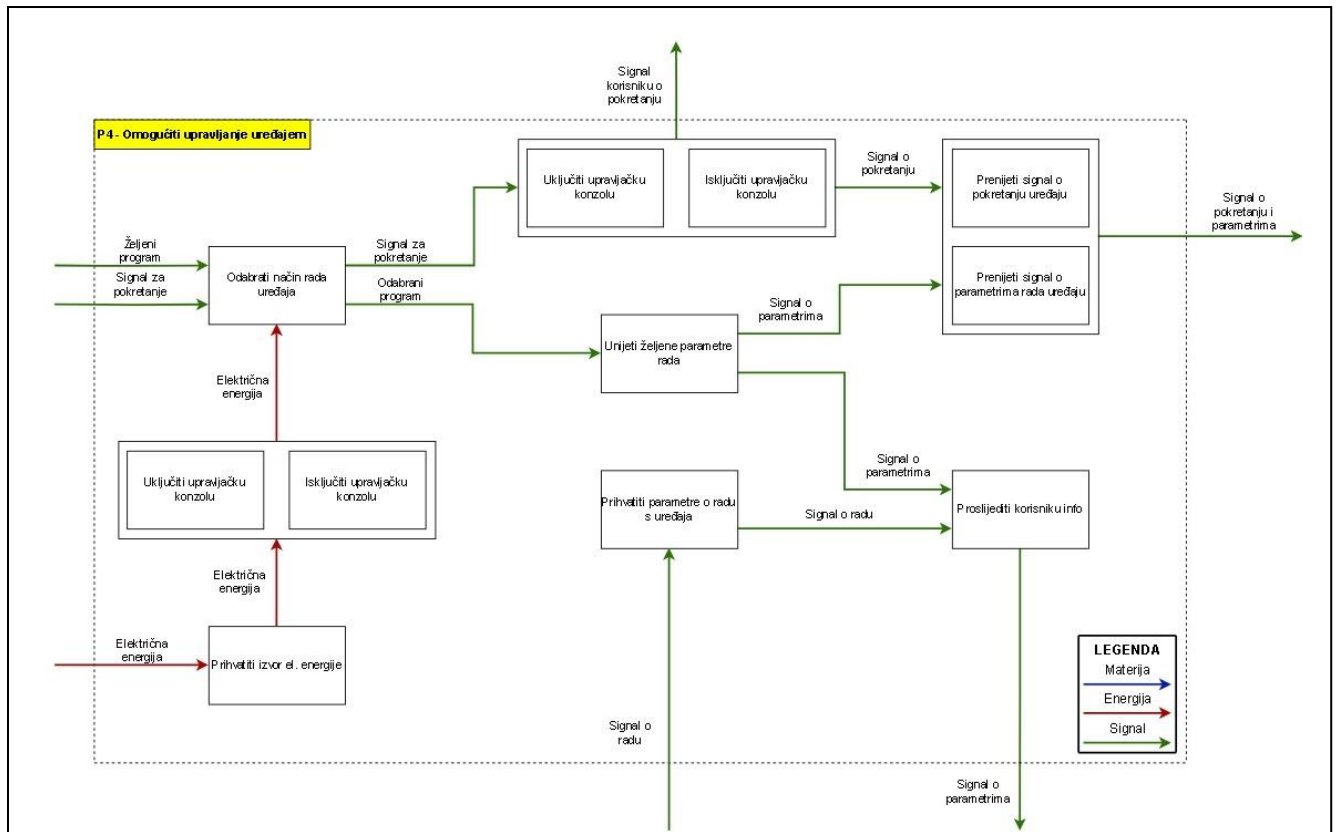 Signal
korisniku o
pokretanju
P4 - Omogućiti upravljanje uređajem
Uključiti upravljačku
konzolu
Isključiti upravljačku
konzolu
Signal o
pokretanju
Prenijeti signal o
pokretanju uređaju
Signal o
pokretanju i
parametrima
Željeni
program
Signal za
pokretanje
Odabrati način rada
uređaja
Signal za
pokretanje
Odabrani
program
Prenijeti signal o
parametrima rada uređaju
Signal o
parametrima
Unijeti željene parametre
rada
Električna
energija
Uključiti upravljačku
konzolu
Isključiti upravljačku
konzolu
Signal o
parametrima
Prihvatiti parametre o radu
s uređaja
Signal o radu
Proslijediti korisniku info
Električna
energija
Električna
energija
Prihvatiti izvor el. energije
LEGENDA
Materija
Energija
Signal
Signal o
radu
Signal o
parametrima